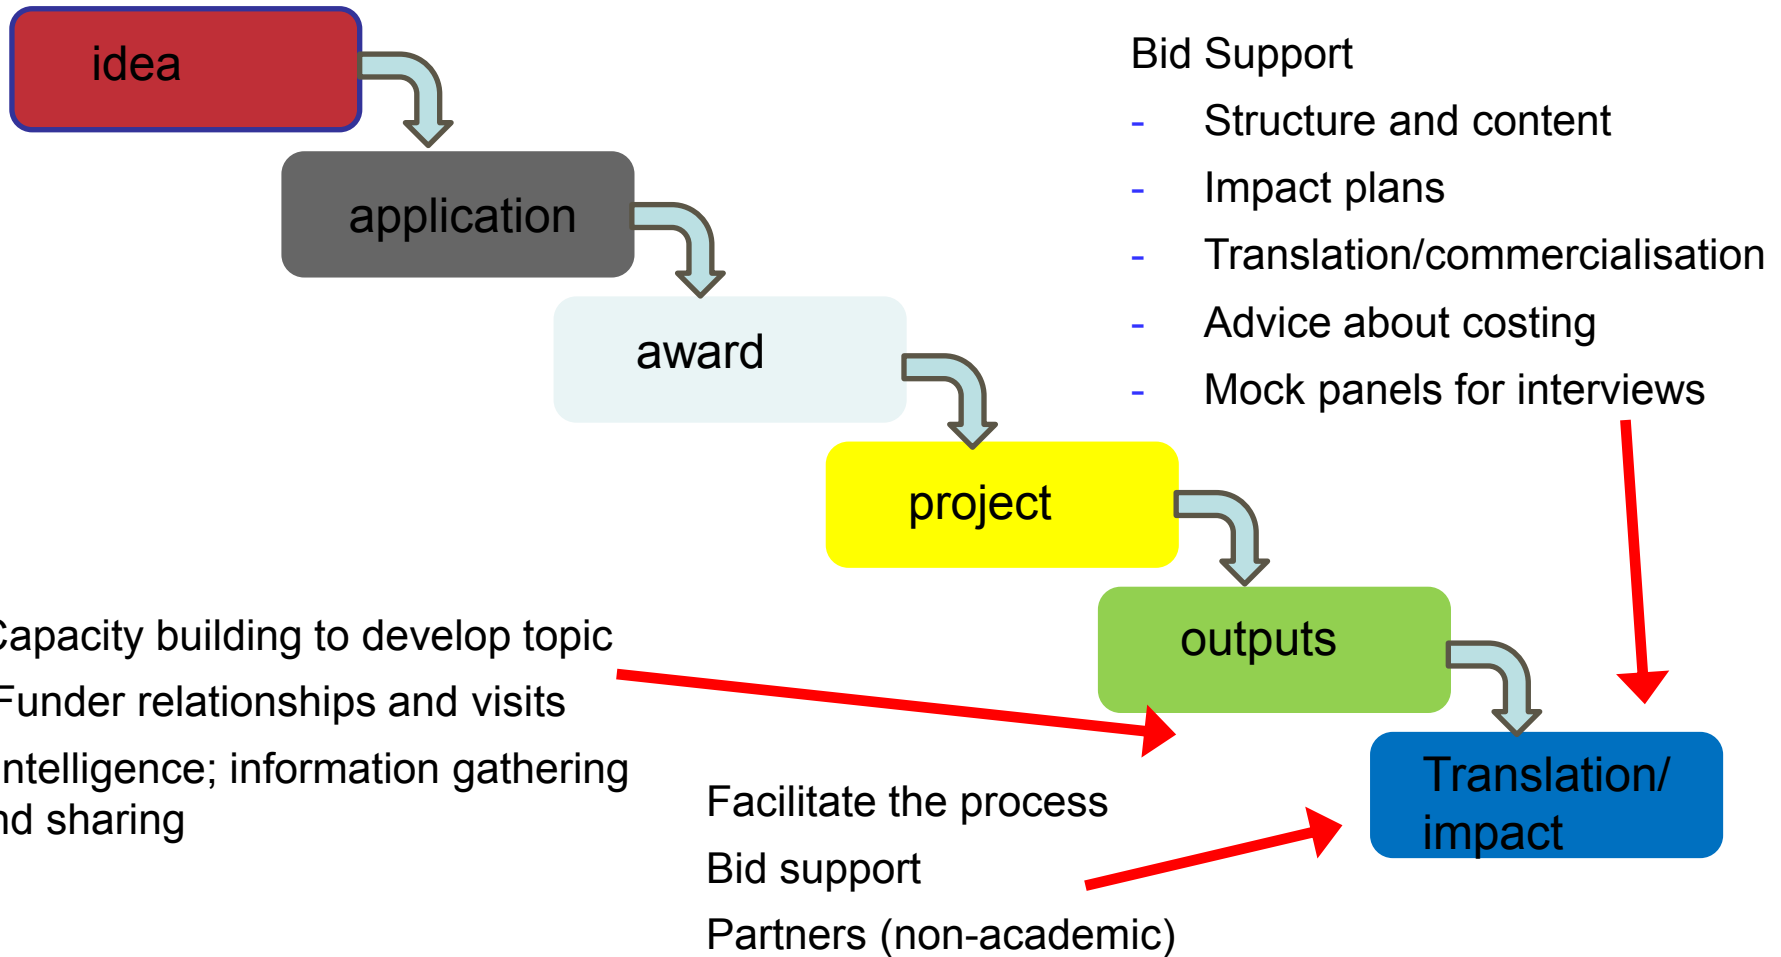 idea
application
award
project
outputs
Translation/
impact
Bid Support
- Structure and content
- Impact plans
- Translation/commercialisation
- Advice about costing
- Mock panels for interviews
Capacity building to develop topic
Funder relationships and visits
ntelligence; information gathering
nd sharing
Facilitate the process
Bid support
Partners (non-academic)